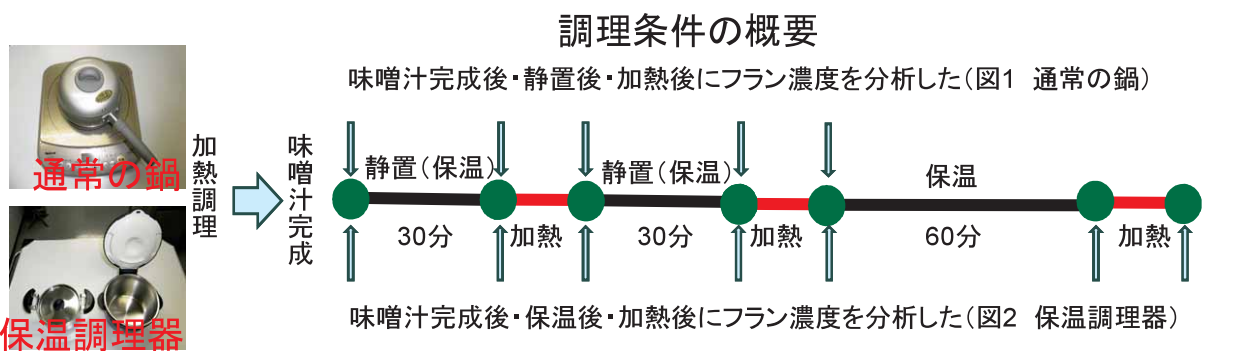 調理条件の概要
味噌汁完成後・静置後・加熱後にフラン濃度を分析した(図1 通常の鍋)
通常の鍋
保温調理器
加熱調理
味噌汁完成
静置(保温)
30分
加熱
静置(保温)
30分
加熱
保温
60分
加熱
味噌汁完成後・保温後・加熱後にフラン濃度を分析した(図2 保温調理器)